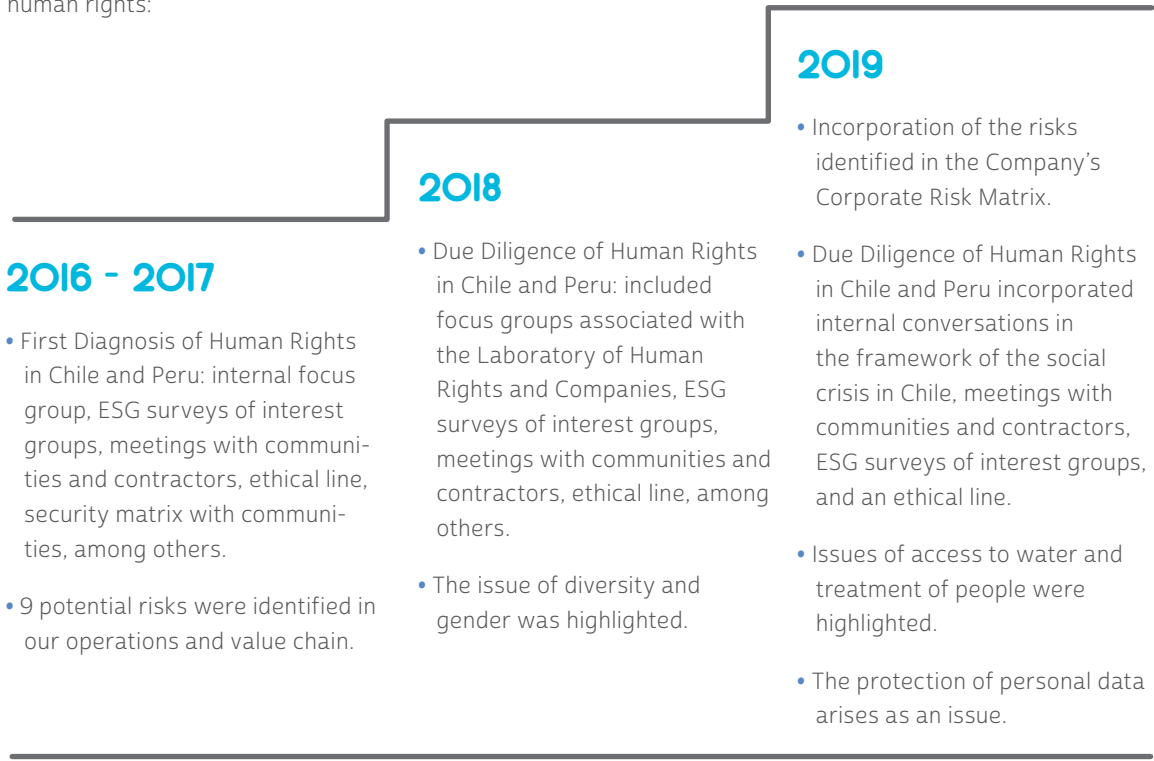 human rights:
2016 - 2017
• First Diagnosis of Human Rights
in Chile and Peru: internal focus
group, ESG surveys of interest
groups, meetings with communi-
ties and contractors, ethical line,
security matrix with communi-
ties, among others.
• 9 potential risks were identified in
our operations and value chain.
2018
• Due Diligence of Human Rights
in Chile and Peru: included
focus groups associated with
the Laboratory of Human
Rights and Companies, ESG
surveys of interest groups,
meetings with communities and
contractors, ethical line, among
others.
• The issue of diversity and
gender was highlighted.
2019
• Incorporation of the risks
identified in the Company’s
Corporate Risk Matrix.
• Due Diligence of Human Rights
in Chile and Peru incorporated
internal conversations in
the framework of the social
crisis in Chile, meetings with
communities and contractors,
ESG surveys of interest groups,
and an ethical line.
• Issues of access to water and
treatment of people were
highlighted.
• The protection of personal data
arises as an issue.